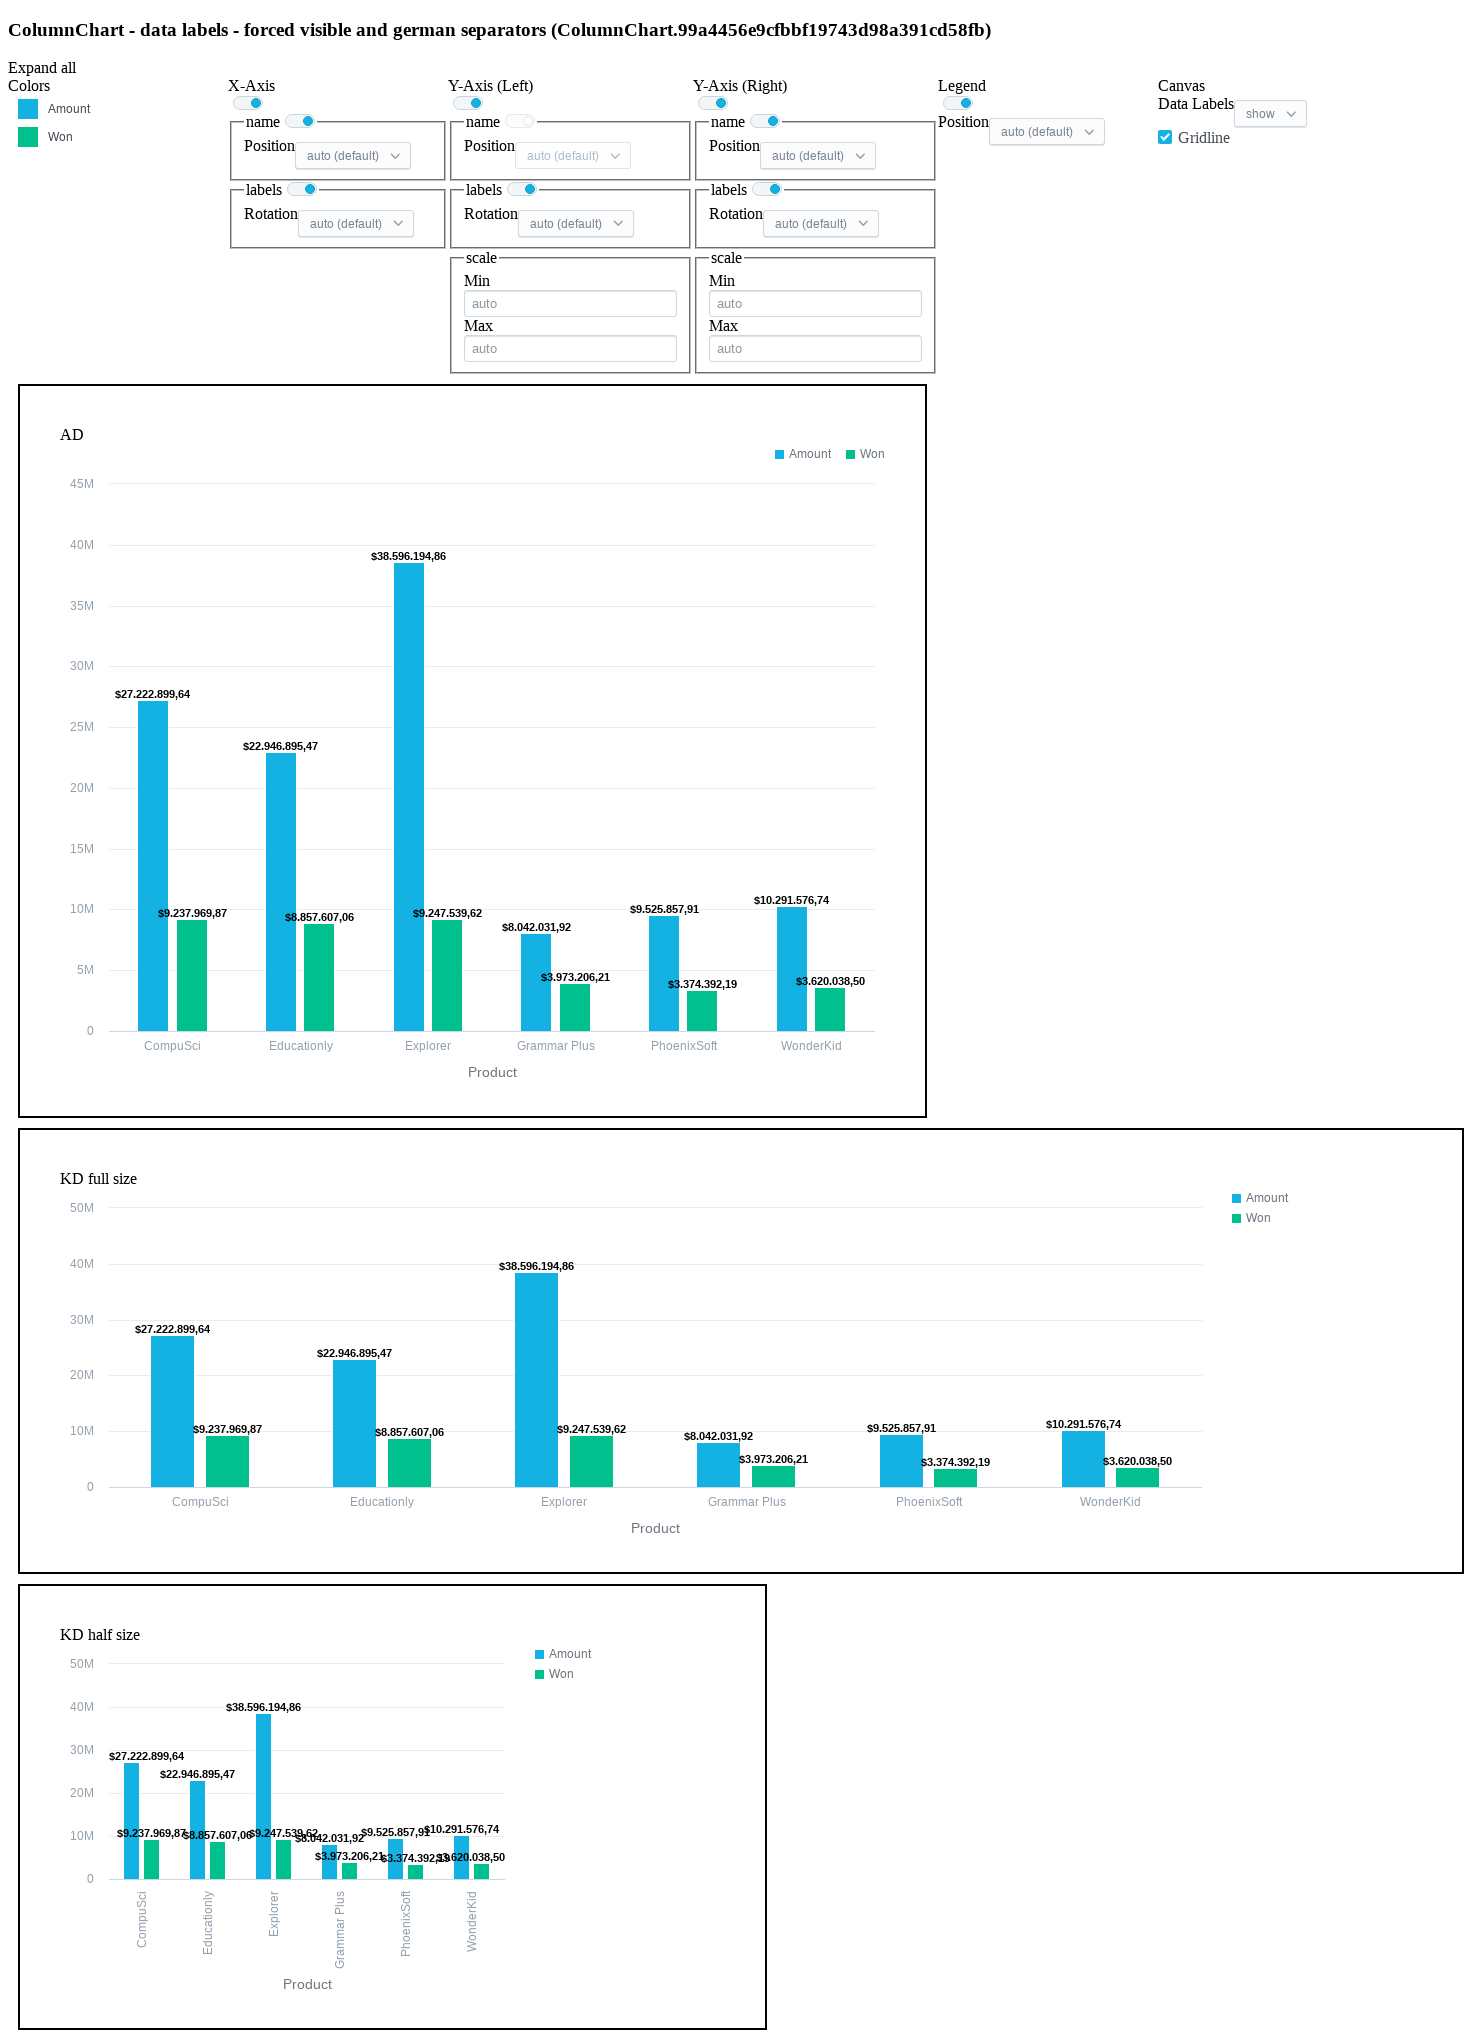 ColumnChart - data labels - forced visible and german separators (ColumnChart.99a4456e9cfbbf19743d98a391cd58fb)
Expand all
Colors
Amount
Won
X-Axis
name
Position auto (default)
labels
Rotation auto (default)
Y-Axis (Left)
name
Position auto (default)
labels
Rotation auto (default)
scale
Min
auto
Max
auto
Y-Axis (Right)
name
Position auto (default)
labels
Rotation auto (default)
scale
Min
auto
Max
auto
Legend
Position auto (default)
Canvas
Data Labels show
Gridline
AD
Amount Won
45M
40M
$38.596.194,86
35M
30M
$27.222.899,64
25M
$22.946.895,47
20M
15M
10M
$9.237.969,87 $8.857.607,06 $9.247.539,62 $8.042.031,92 $9.525.857,91 $10.291.576,74
5M
$3.973.206,21 $3.374.392,19 $3.620.038,50
0
CompuSci Educationly Explorer Grammar Plus PhoenixSoft WonderKid
Product
KD full size
Amount
Won
50M
40M
$38.596.194,86
30M
$27.222.899,64
$22.946.895,47
20M
10M
$9.237.969,87 $8.857.607,06 $9.247.539,62 $8.042.031,92 $9.525.857,91 $10.291.576,74
$3.973.206,21 $3.374.392,19 $3.620.038,50
0
CompuSci Educationly Explorer Grammar Plus PhoenixSoft WonderKid
Product
KD half size
Amount
Won
50M
40M
$38.596.194,86
30M
$27.222.899,64
$22.946.895,47
20M
10M
$9.237.969,87 $8.857.607,06 $9.247.539,62 $8.042.031,92 $9.525.857,91 $10.291.576,74
$3.973.206,21 $3.374.392,19 $3.620.038,50
0
CompuSci Educationly Explorer Grammar Plus PhoenixSoft WonderKid
Product